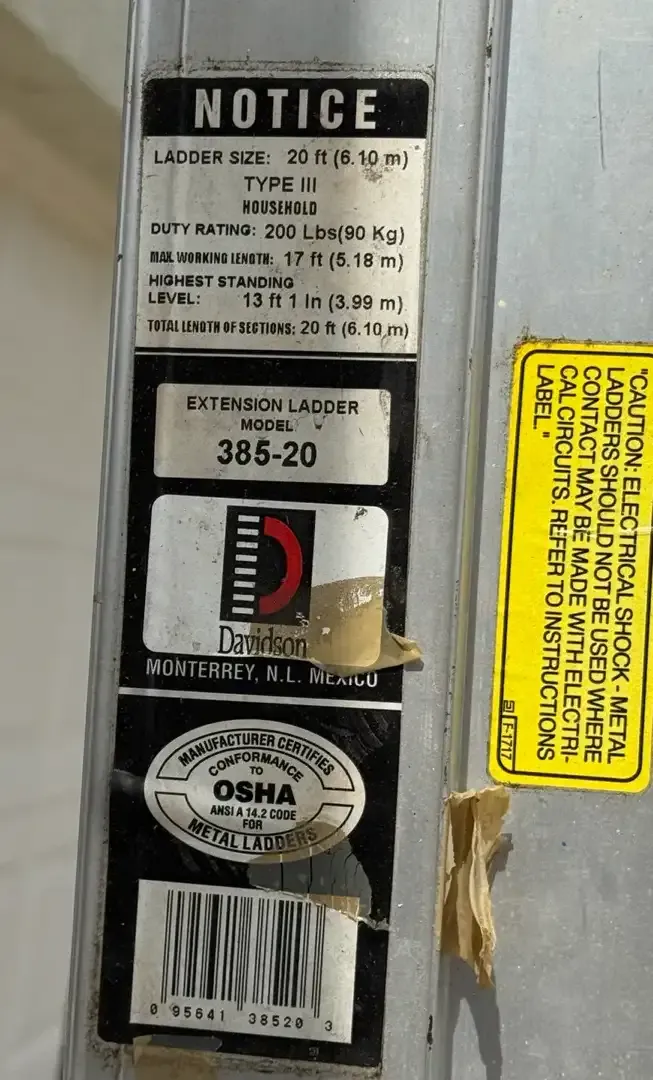 NOTICE
LADDER SIZE: 20 ft (6.10 m)
TYPE III
HOUSEHOLD
DUTY RATING: 200 Lbs(90 Kg)
MAX. WORKING LENGTH: 17 ft (5.18 m)
HIGHEST STANDING
LEVEL: 13 ft 1 In (3.99 m)
TOTAL LENGTH OF SECTIONS: 20 ft (6.10 m)
EXTENSION LADDER
MODEL
385-20
Davidson
MONTERREY, N.L. MEXICO
MANUFACTURER CERTIFIES
CONFORMANCE
TO
OSHA
ANSI A 14.2 CODE
FOR
METAL LADDERS
0 95641 38520 3
"CAUTION: ELECTRICAL SHOCK - METAL
LADDERS SHOULD NOT BE USED WHERE
CONTACT MAY BE MADE WITH ELECTRI-
CAL CIRCUITS. REFER TO INSTRUCTIONS
LABEL."
F-1717